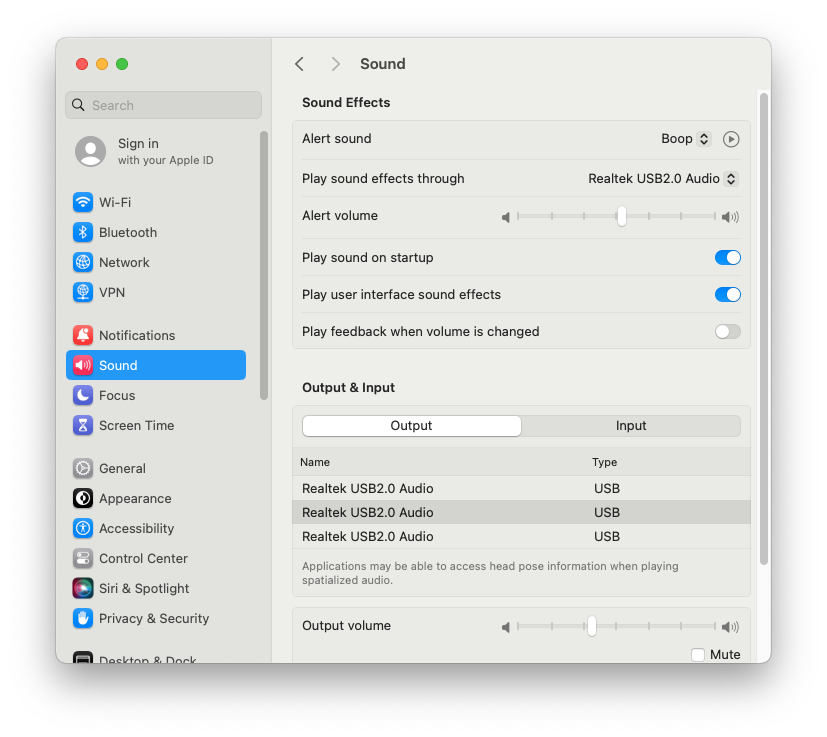 Sound
Search
Sign in
with your Apple ID
Wi-Fi
Bluetooth
Network
VPN
Notifications
Sound
Focus
Screen Time
General
Appearance
Accessibility
Control Center
Siri & Spotlight
Privacy & Security
Desktop & Dock
Sound Effects
Alert sound Boop
Play sound effects through Realtek USB2.0 Audio
Alert volume
Play sound on startup
Play user interface sound effects
Play feedback when volume is changed
Output & Input
Output Input
Name Type
Realtek USB2.0 Audio USB
Realtek USB2.0 Audio USB
Realtek USB2.0 Audio USB
Applications may be able to access head pose information when playing
spatialized audio.
Output volume
Mute